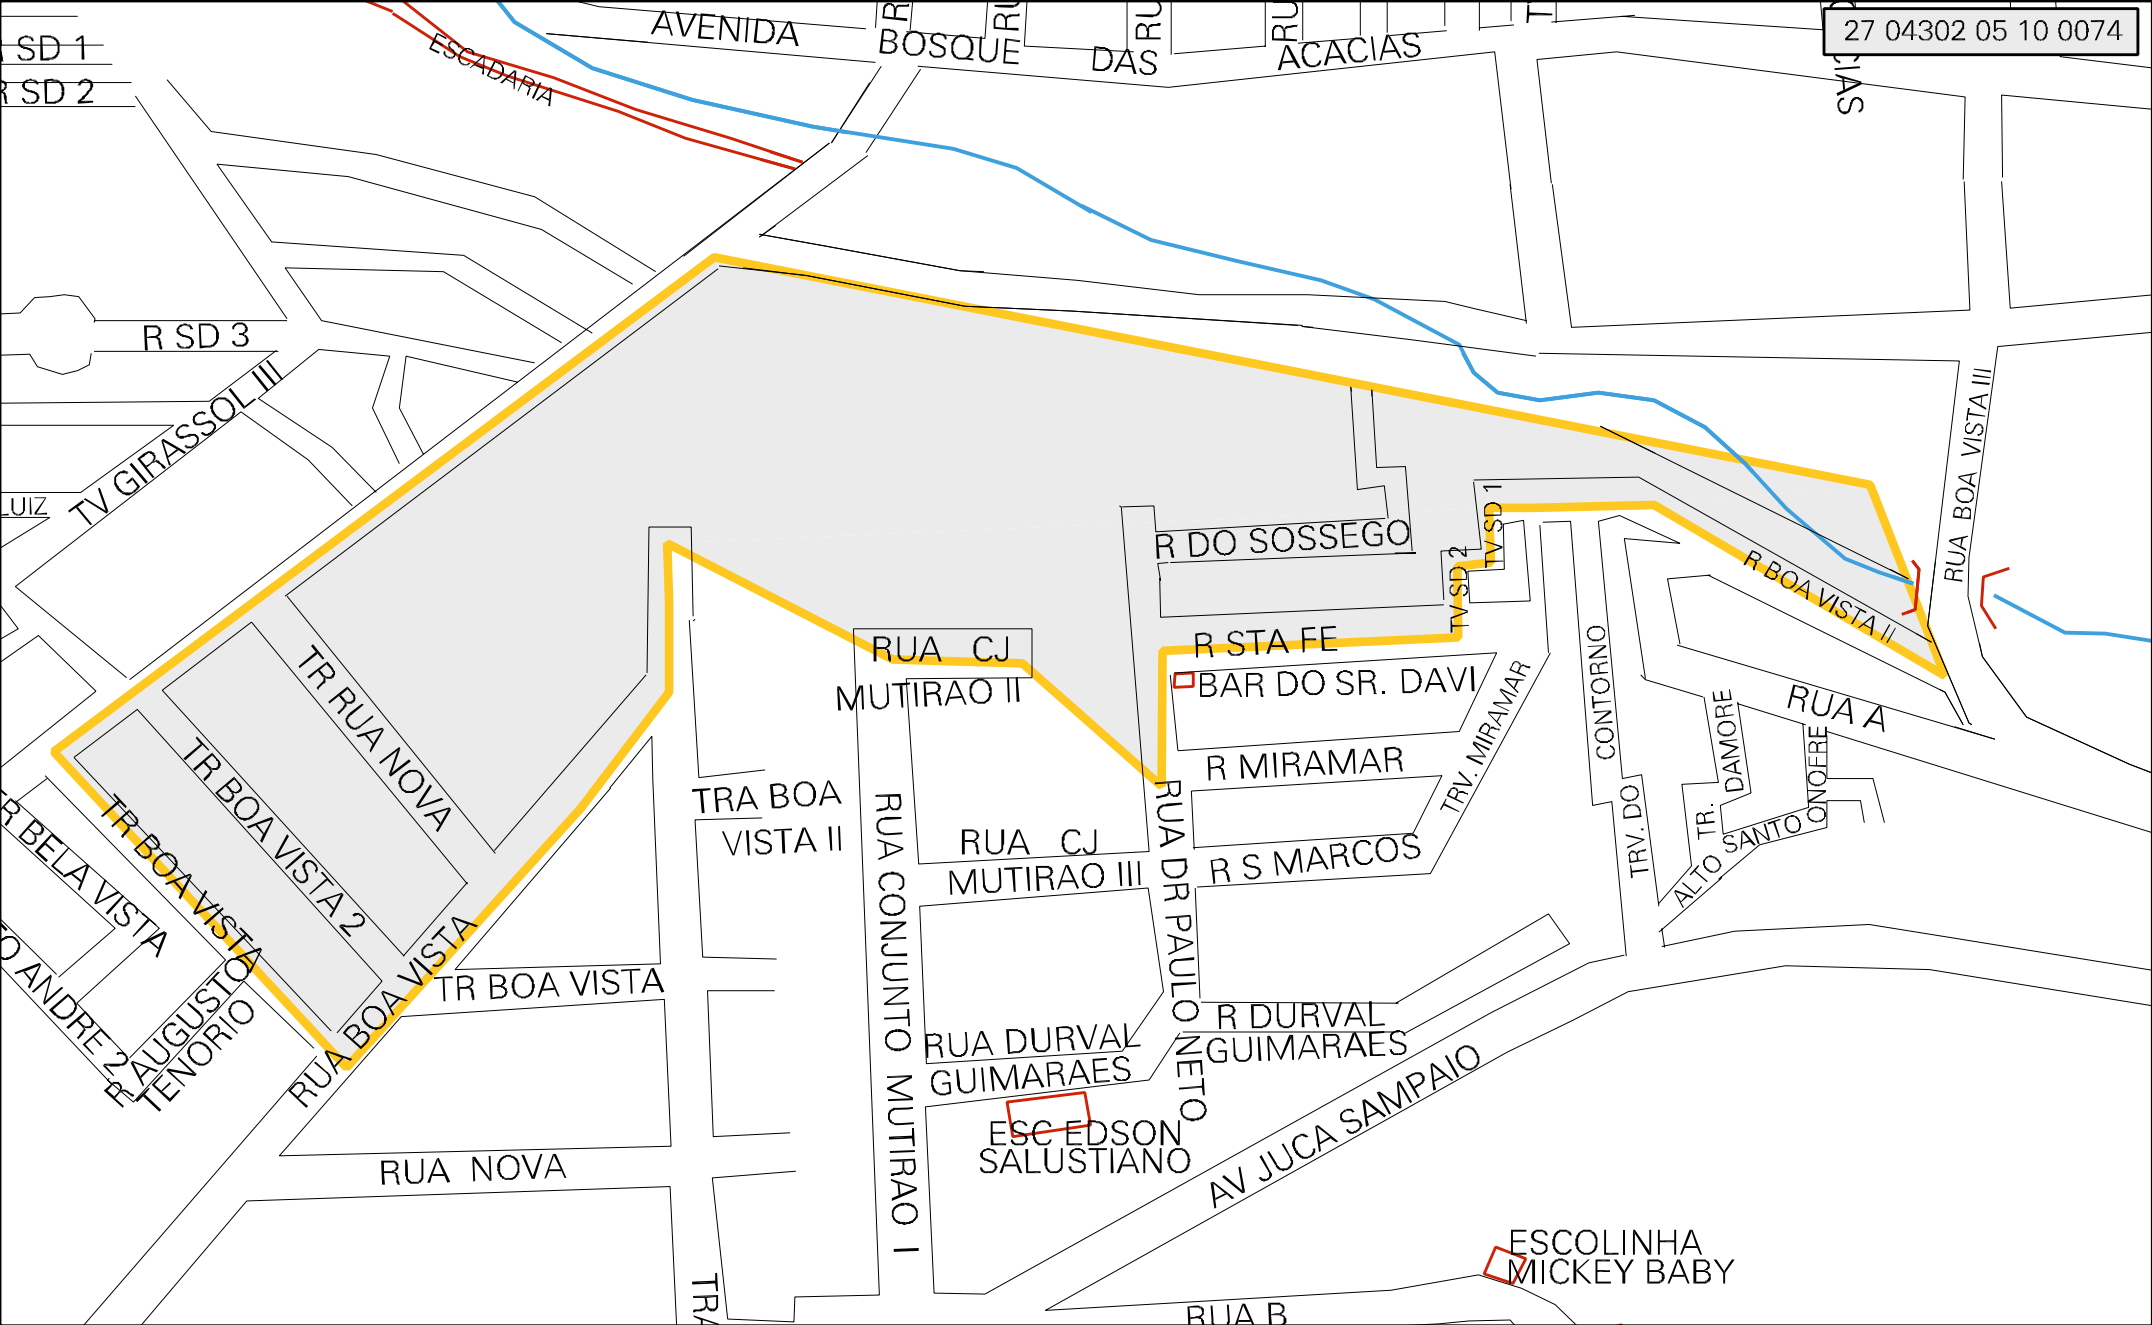 27 04302 05 10 0074
AVENIDA
BOSQUE
DAS
ACACIAS
ESCADARIA
SD 1
R SD 2
R SD 3
TV GIRASSOL III
LUIZ
RUA BOA VISTA III
R DO SOSSEGO
TV SD 1
TV SD 2
R BOA VISTA II
R STA FE
BAR DO SR. DAVI
RUA CJ
MUTIRAO II
TR RUA NOVA
TR BOA VISTA 2
TR BOA VISTA
R BELA VISTA
TO ANDRE 2
R AUGUSTO
TENORIO
RUA BOA VISTA
TR BOA VISTA
TRA BOA
VISTA II
RUA CONJUNTO MUTIRAO I
RUA CJ
MUTIRAO III
RUA DR PAULO NETO
R MIRAMAR
TRV. MIRAMAR
R S MARCOS
TRV. DO CONTORNO
RUA A
TR. DAMORE
ALTO SANTO ONOFRE
RUA DURVAL
GUIMARAES
R DURVAL
GUIMARAES
ESC EDSON
SALUSTIANO
AV JUCA SAMPAIO
RUA NOVA
TRA
ESCOLINHA
MICKEY BABY
RUA B